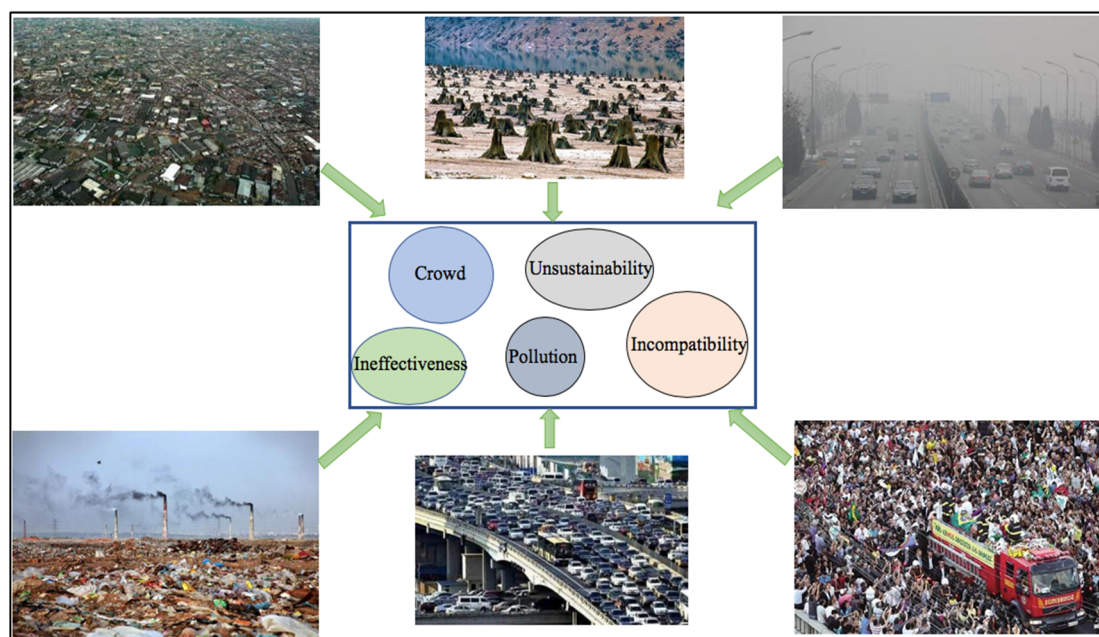 Crowd
Unsustainability
Ineffectiveness
Pollution
Incompatibility